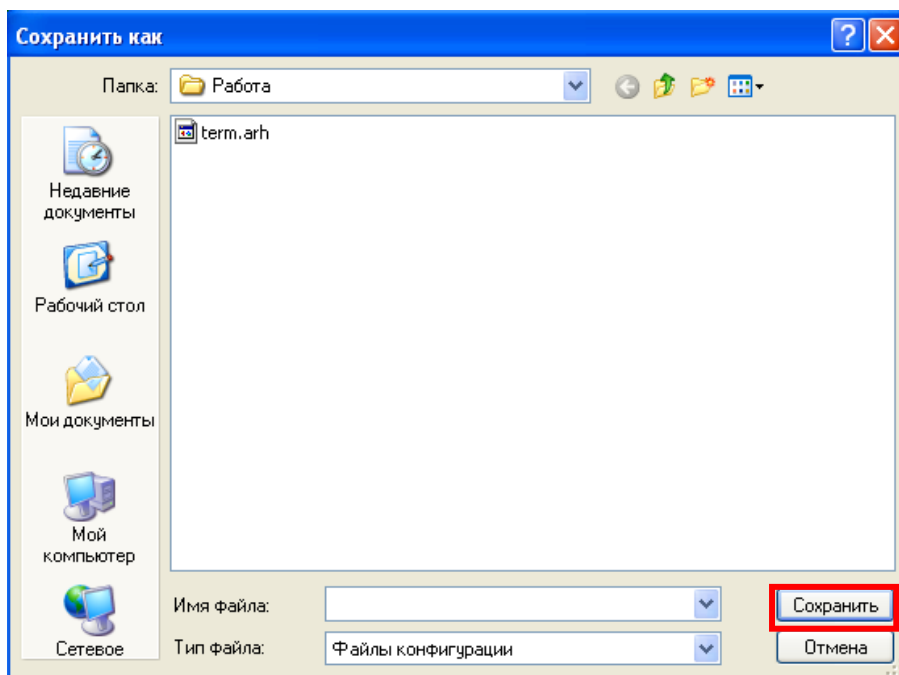 Сохранить как
Папка: Работа
term.arh
Недавние
документы
Рабочий стол
Мои документы
Мой
компьютер
Сетевое
Имя файла:
Сохранить
Тип файла: Файлы конфигурации
Отмена